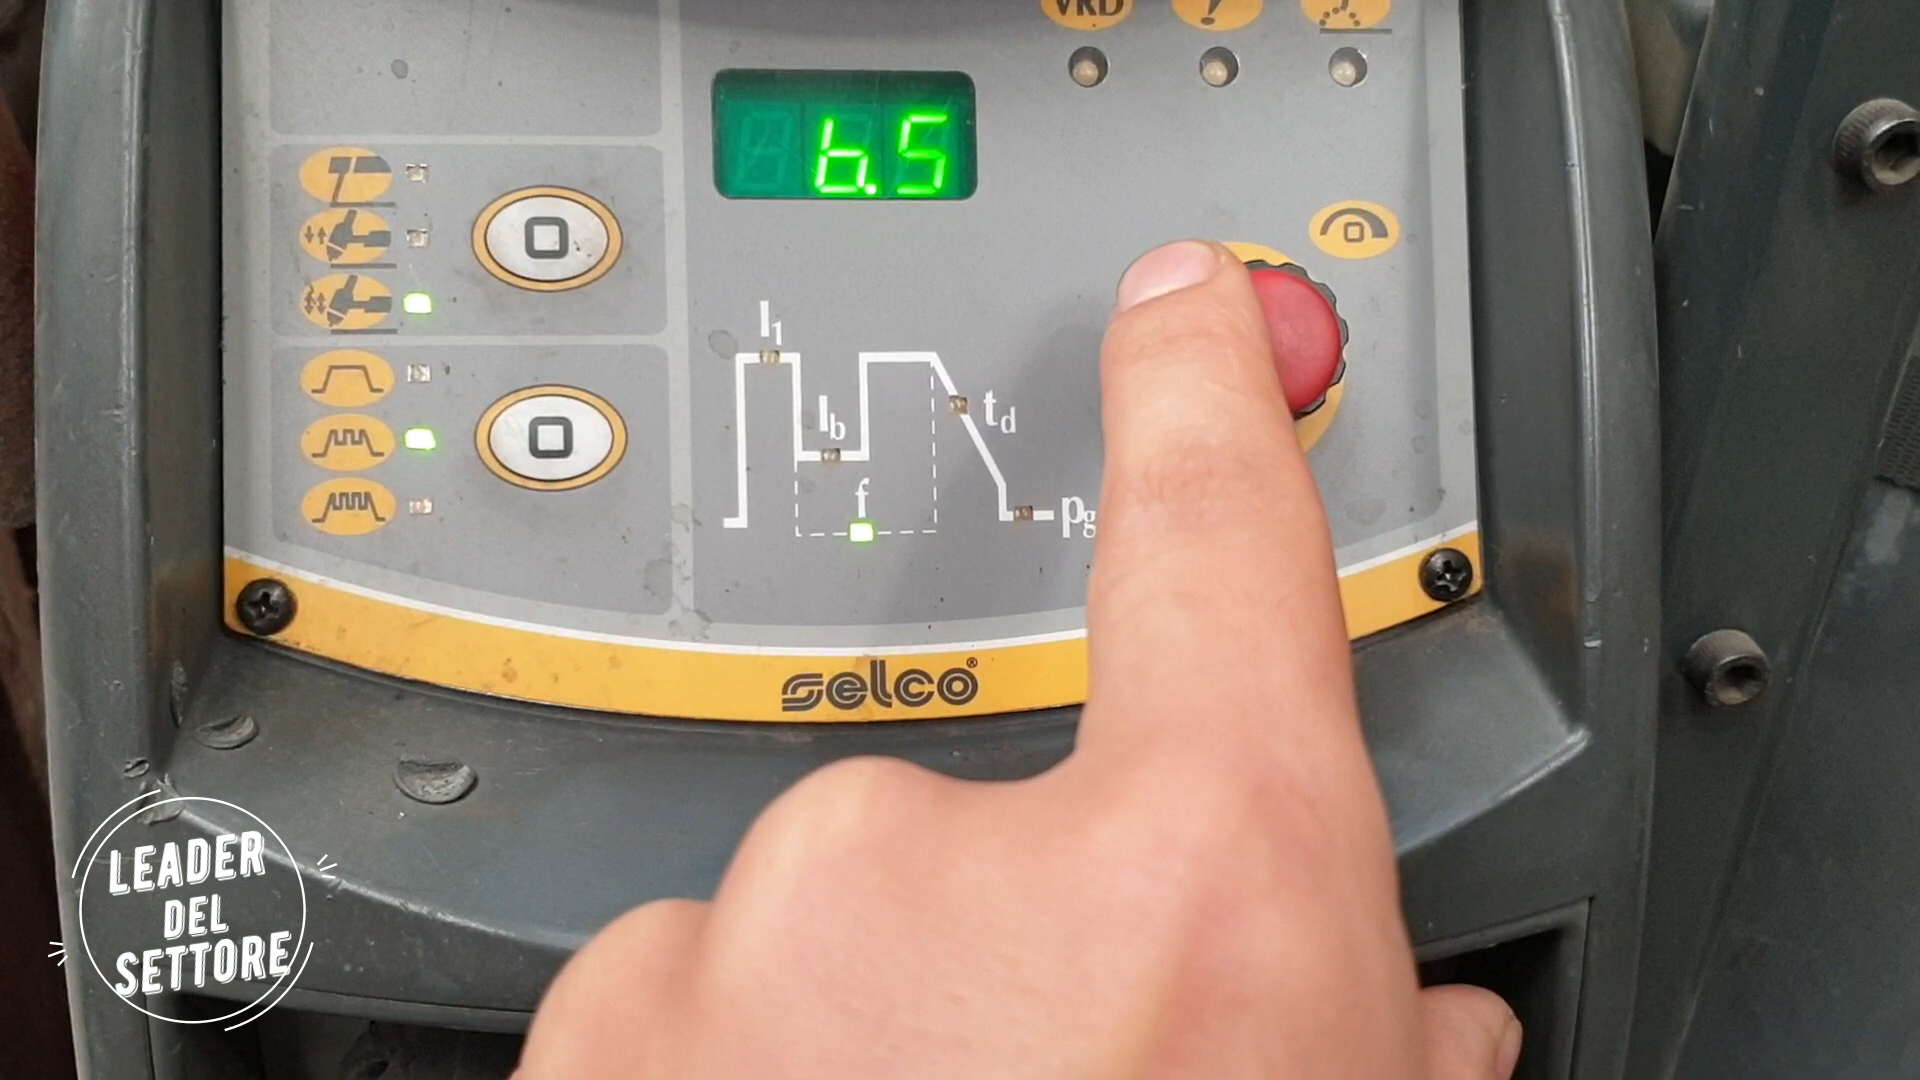 VRD
!
6.5
I1
Ib
td
f
pg
selco®
LEADER
DEL
SETTORE